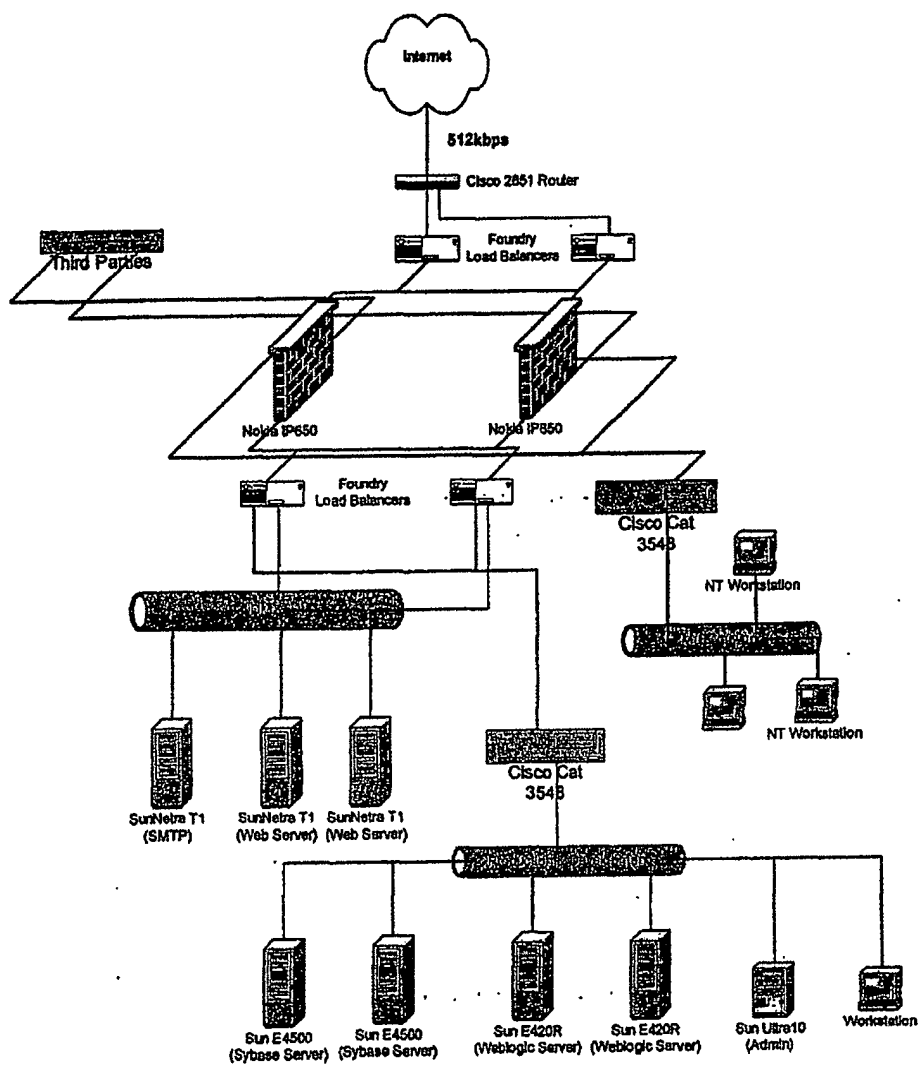 Internet
512kbps
Cisco 2651 Router
Foundry
Load Balancers
Third Parties
Nokia IP650
Nokia IP650
Foundry
Load Balancers
Cisco Cat
3548
NT Workstation
NT Workstation
Cisco Cat
3548
SunNetra T1
(SMTP)
SunNetra T1
(Web Server)
SunNetra T1
(Web Server)
Sun E4500
(Sybase Server)
Sun E4500
(Sybase Server)
Sun E420R
(Weblogic Server)
Sun E420R
(Weblogic Server)
Sun Ultra10
(Admin)
Workstation